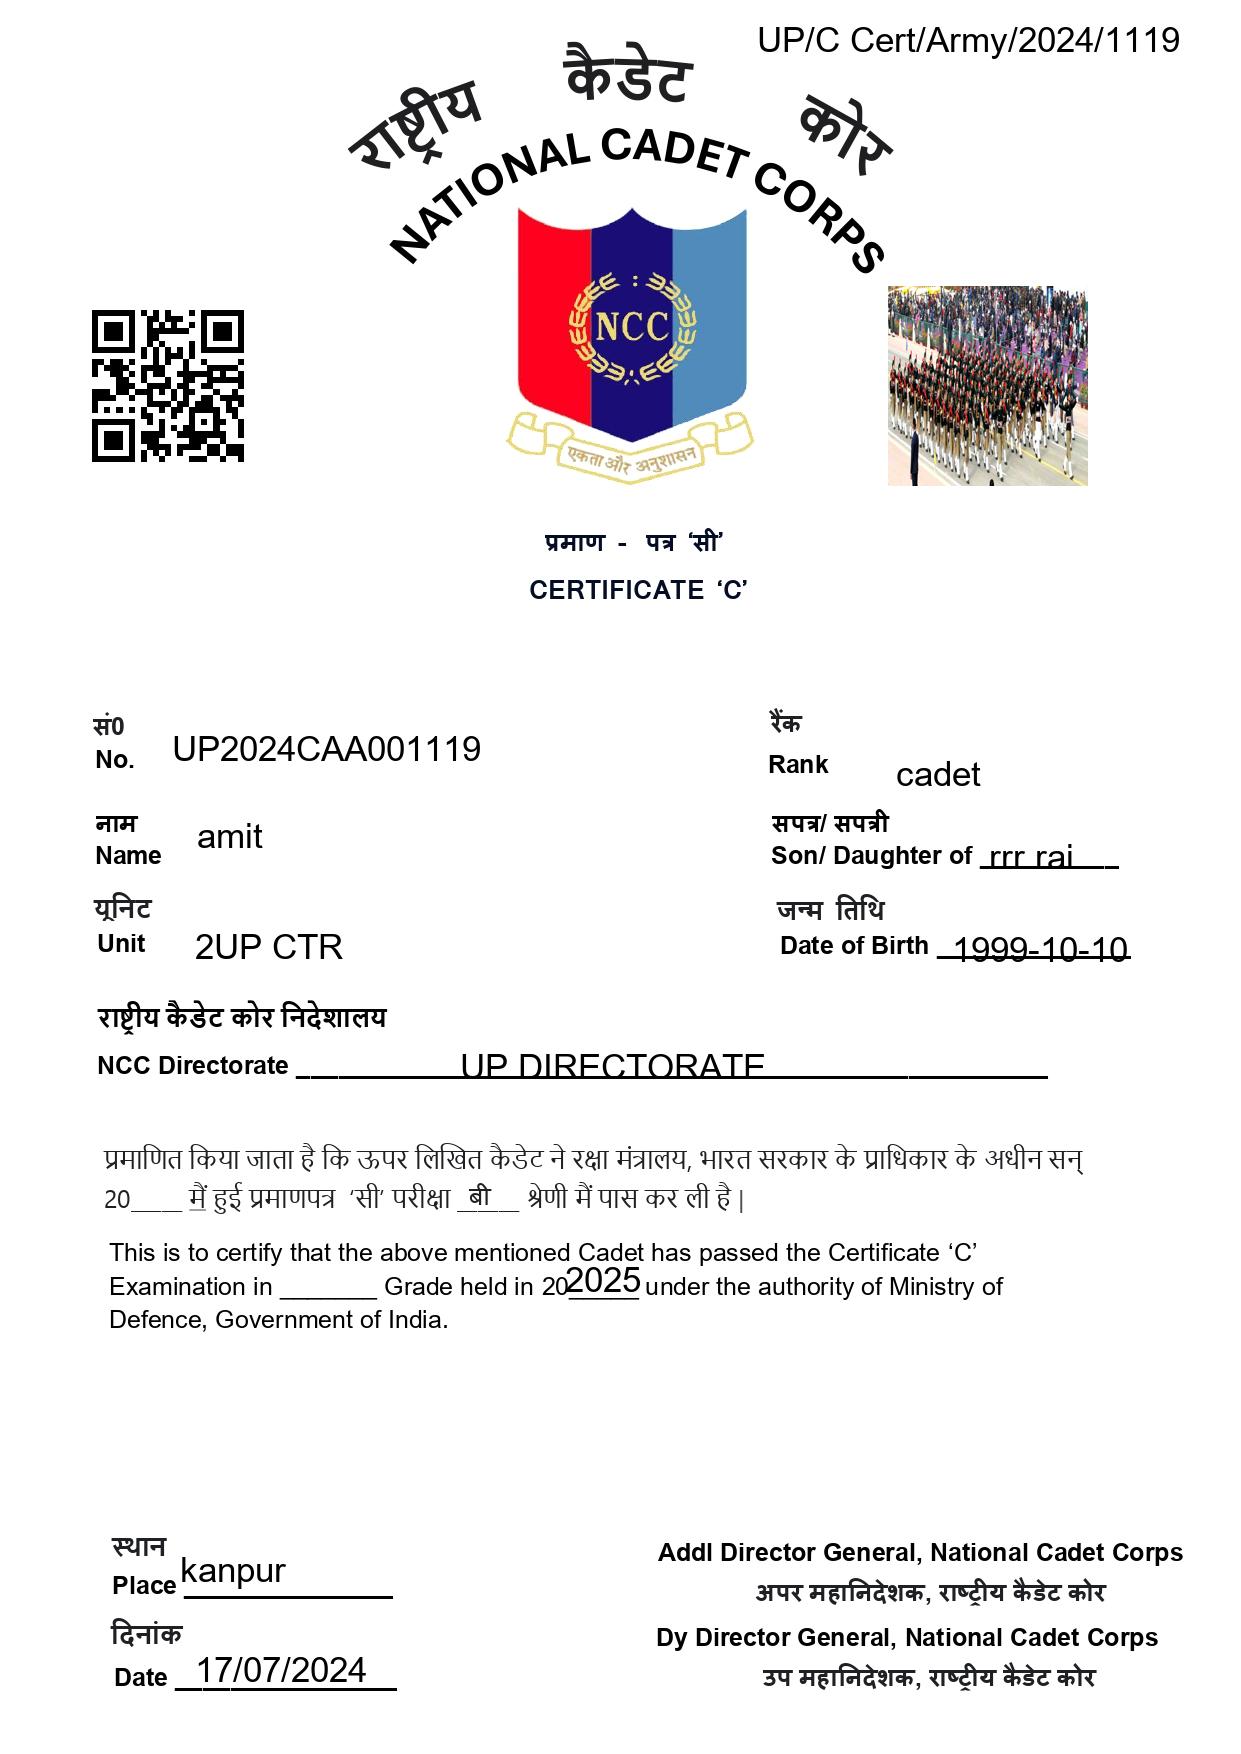 UP/C Cert/Army/2024/1119
राष्ट्रीय कैडेट कोर
NATIONAL CADET CORPS
NCC
एकता और अनुशासन
प्रमाण - पत्र ‘सी’
CERTIFICATE ‘C’
सं0
No. UP2024CAA001119
रैंक
Rank cadet
नाम
Name amit
सपत्र/ सपत्री
Son/ Daughter of rrr rai
यूनिट
Unit 2UP CTR
जन्म तिथि
Date of Birth 1999-10-10
राष्ट्रीय कैडेट कोर निदेशालय
NCC Directorate UP DIRECTORATE
प्रमाणित किया जाता है कि ऊपर लिखित कैडेट ने रक्षा मंत्रालय, भारत सरकार के प्राधिकार के अधीन सन्
20____ मैं हुई प्रमाणपत्र ‘सी’ परीक्षा बी श्रेणी मैं पास कर ली है |
This is to certify that the above mentioned Cadet has passed the Certificate ‘C’
Examination in _______ Grade held in 202025 under the authority of Ministry of
Defence, Government of India.
स्थान
Place kanpur
दिनांक
Date 17/07/2024
Addl Director General, National Cadet Corps
अपर महानिदेशक, राष्ट्रीय कैडेट कोर
Dy Director General, National Cadet Corps
उप महानिदेशक, राष्ट्रीय कैडेट कोर